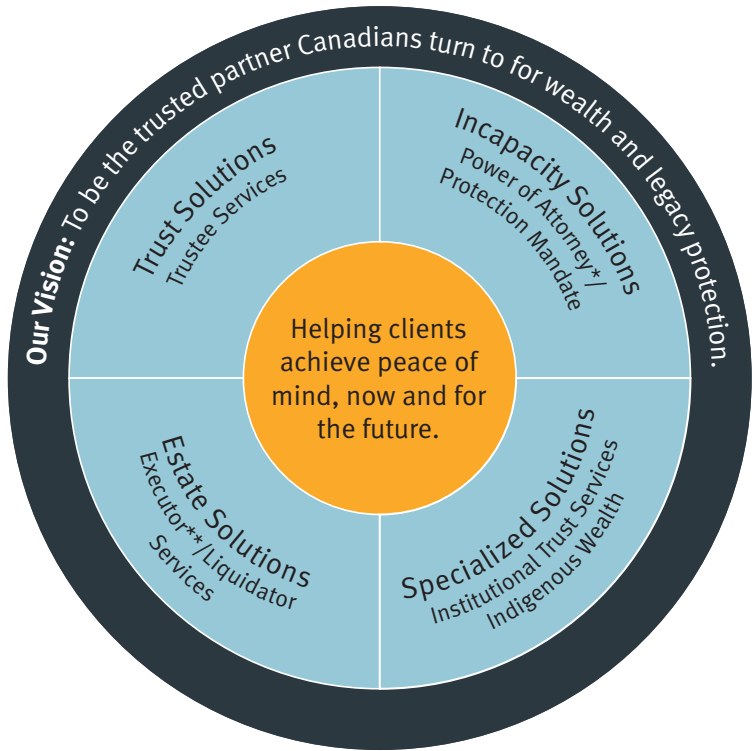 Our Vision: To be the trusted partner Canadians turn to for wealth and legacy protection.
Trust Solutions
Trustee Services
Incapacity Solutions
Power of Attorney*/
Protection Mandate
Helping clients
achieve peace of
mind, now and for
the future.
Estate Solutions
Executor**/Liquidator
Services
Specialized Solutions
Institutional Trust Services
Indigenous Wealth